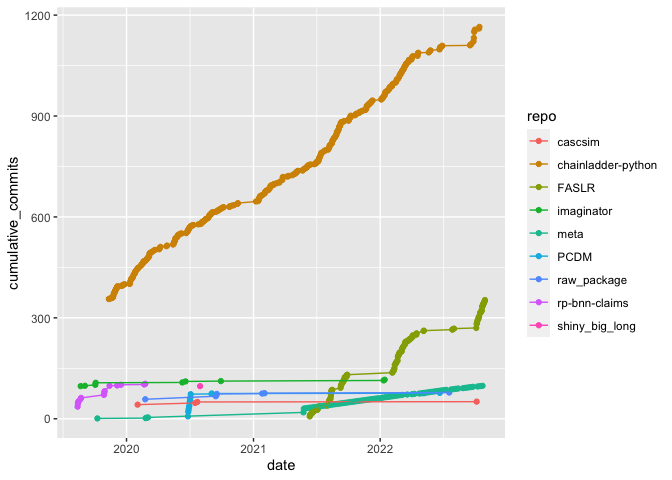 1200
900
600
300
0
cumulative_commits
2020
2021
2022
date
repo
cascsim
chainladder-python
FASLR
imaginator
meta
PCDM
raw_package
rp-bnn-claims
shiny_big_long